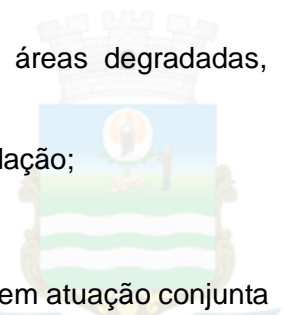 áreas degradadas,
lação;
em atuação conjunta